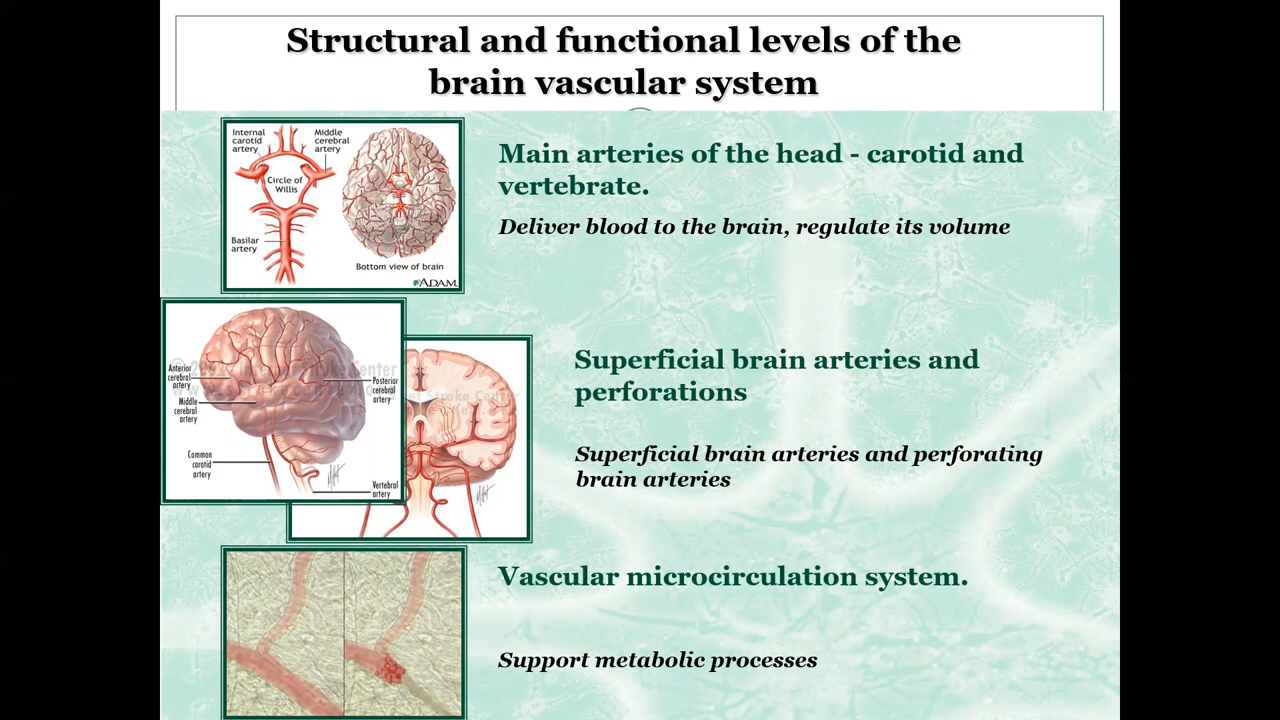 Structural and functional levels of the
brain vascular system
Internal
carotid
artery
Middle
cerebral
artery
Circle of
Willis
Basilar
artery
Bottom view of brain
ADAM.
Main arteries of the head - carotid and
vertebrate.
Deliver blood to the brain, regulate its volume
Anterior
cerebral
artery
Middle
cerebral
artery
Common
carotid
artery
Posterior
cerebral
artery
Vertebral
artery
Stroke Center
Superficial brain arteries and
perforations
Superficial brain arteries and perforating
brain arteries
Vascular microcirculation system.
Support metabolic processes